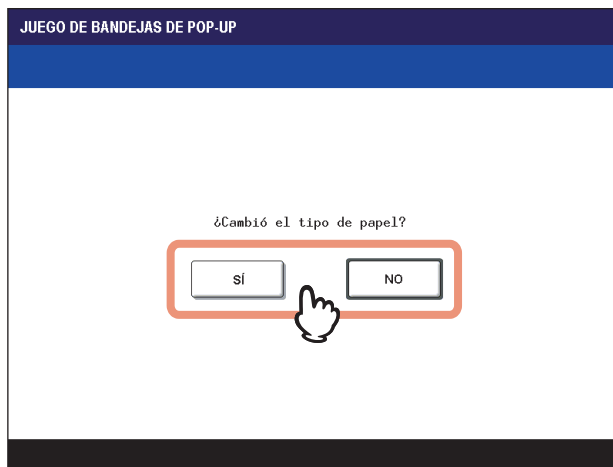 JUEGO DE BANDEJAS DE POP-UP
¿Cambió el tipo de papel?
SÍ NO